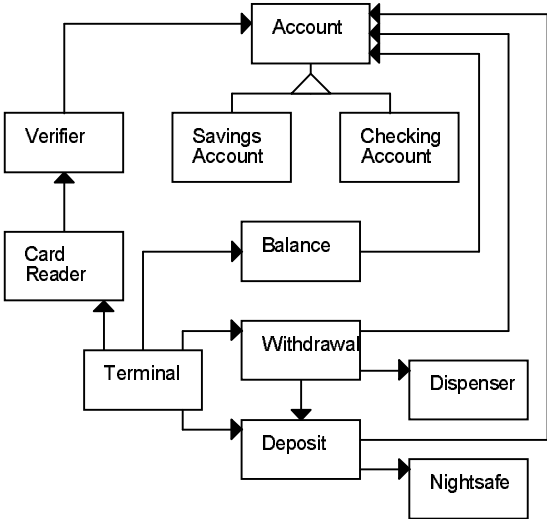 Account
Verifier
Savings
Account
Checking
Account
Card
Reader
Balance
Withdrawal
Terminal
Dispenser
Deposit
Nightsafe